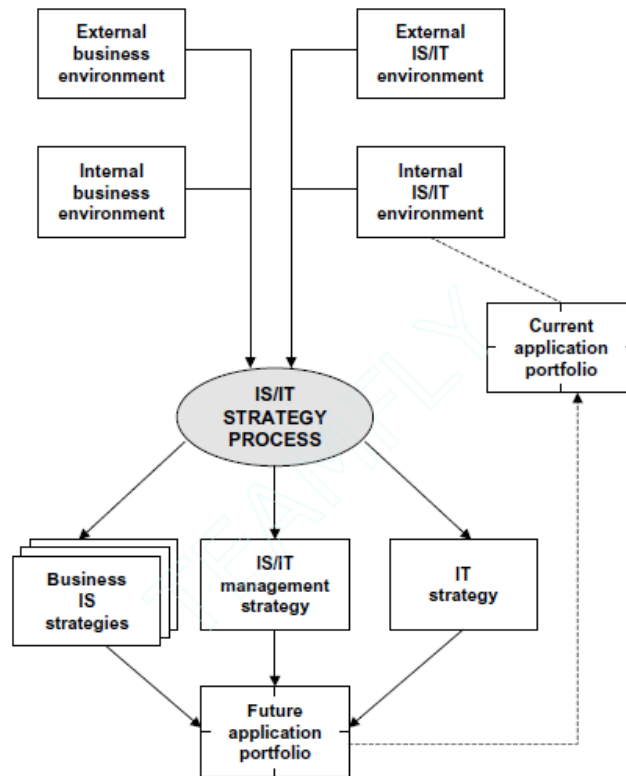 External
business
environment
External
IS/IT
environment
Internal
business
environment
Internal
IS/IT
environment
Current
application
portfolio
IS/IT
STRATEGY
PROCESS
Business
IS
strategies
IS/IT
management
strategy
IT
strategy
Future
application
portfolio
TEAMFLY